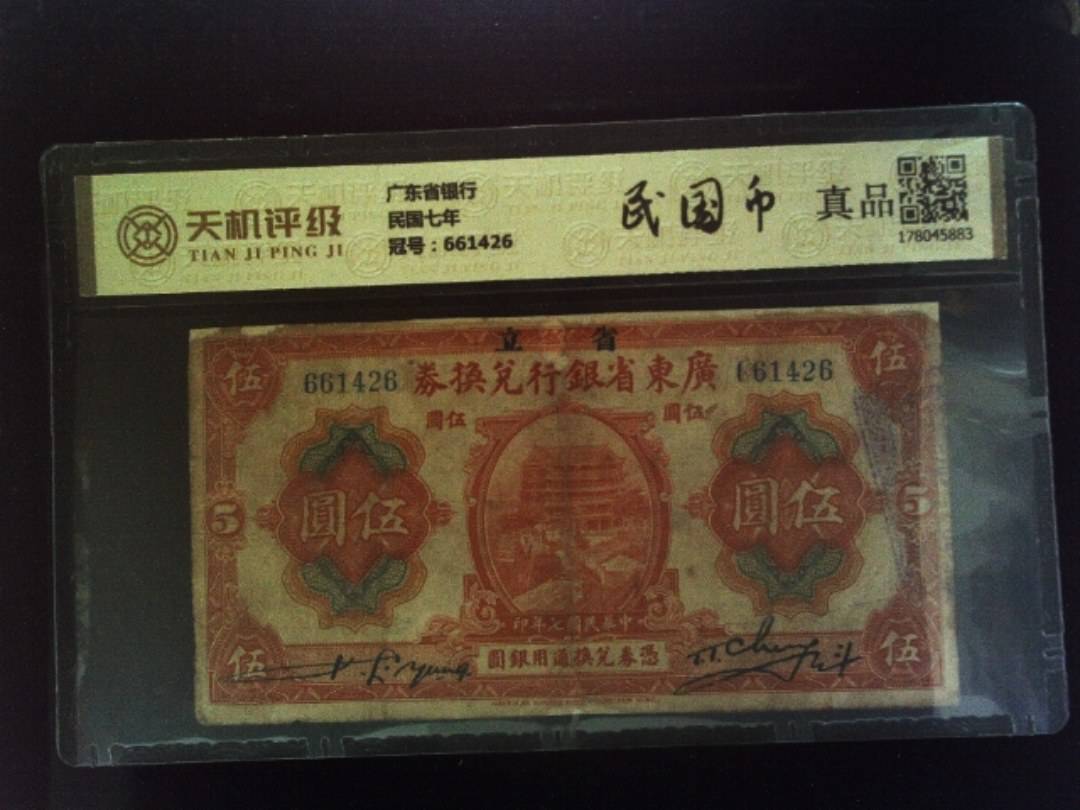 天机评级
TIAN JI PING JI
广东省银行
民国七年
冠号：661426
民国币
真品
178045883
省立
廣東省銀行兌換券
661426
661426
伍
伍
伍圓
伍圓
伍圓
伍圓
5
5
中華民國七年印
憑券兌換通用銀圓
伍
伍